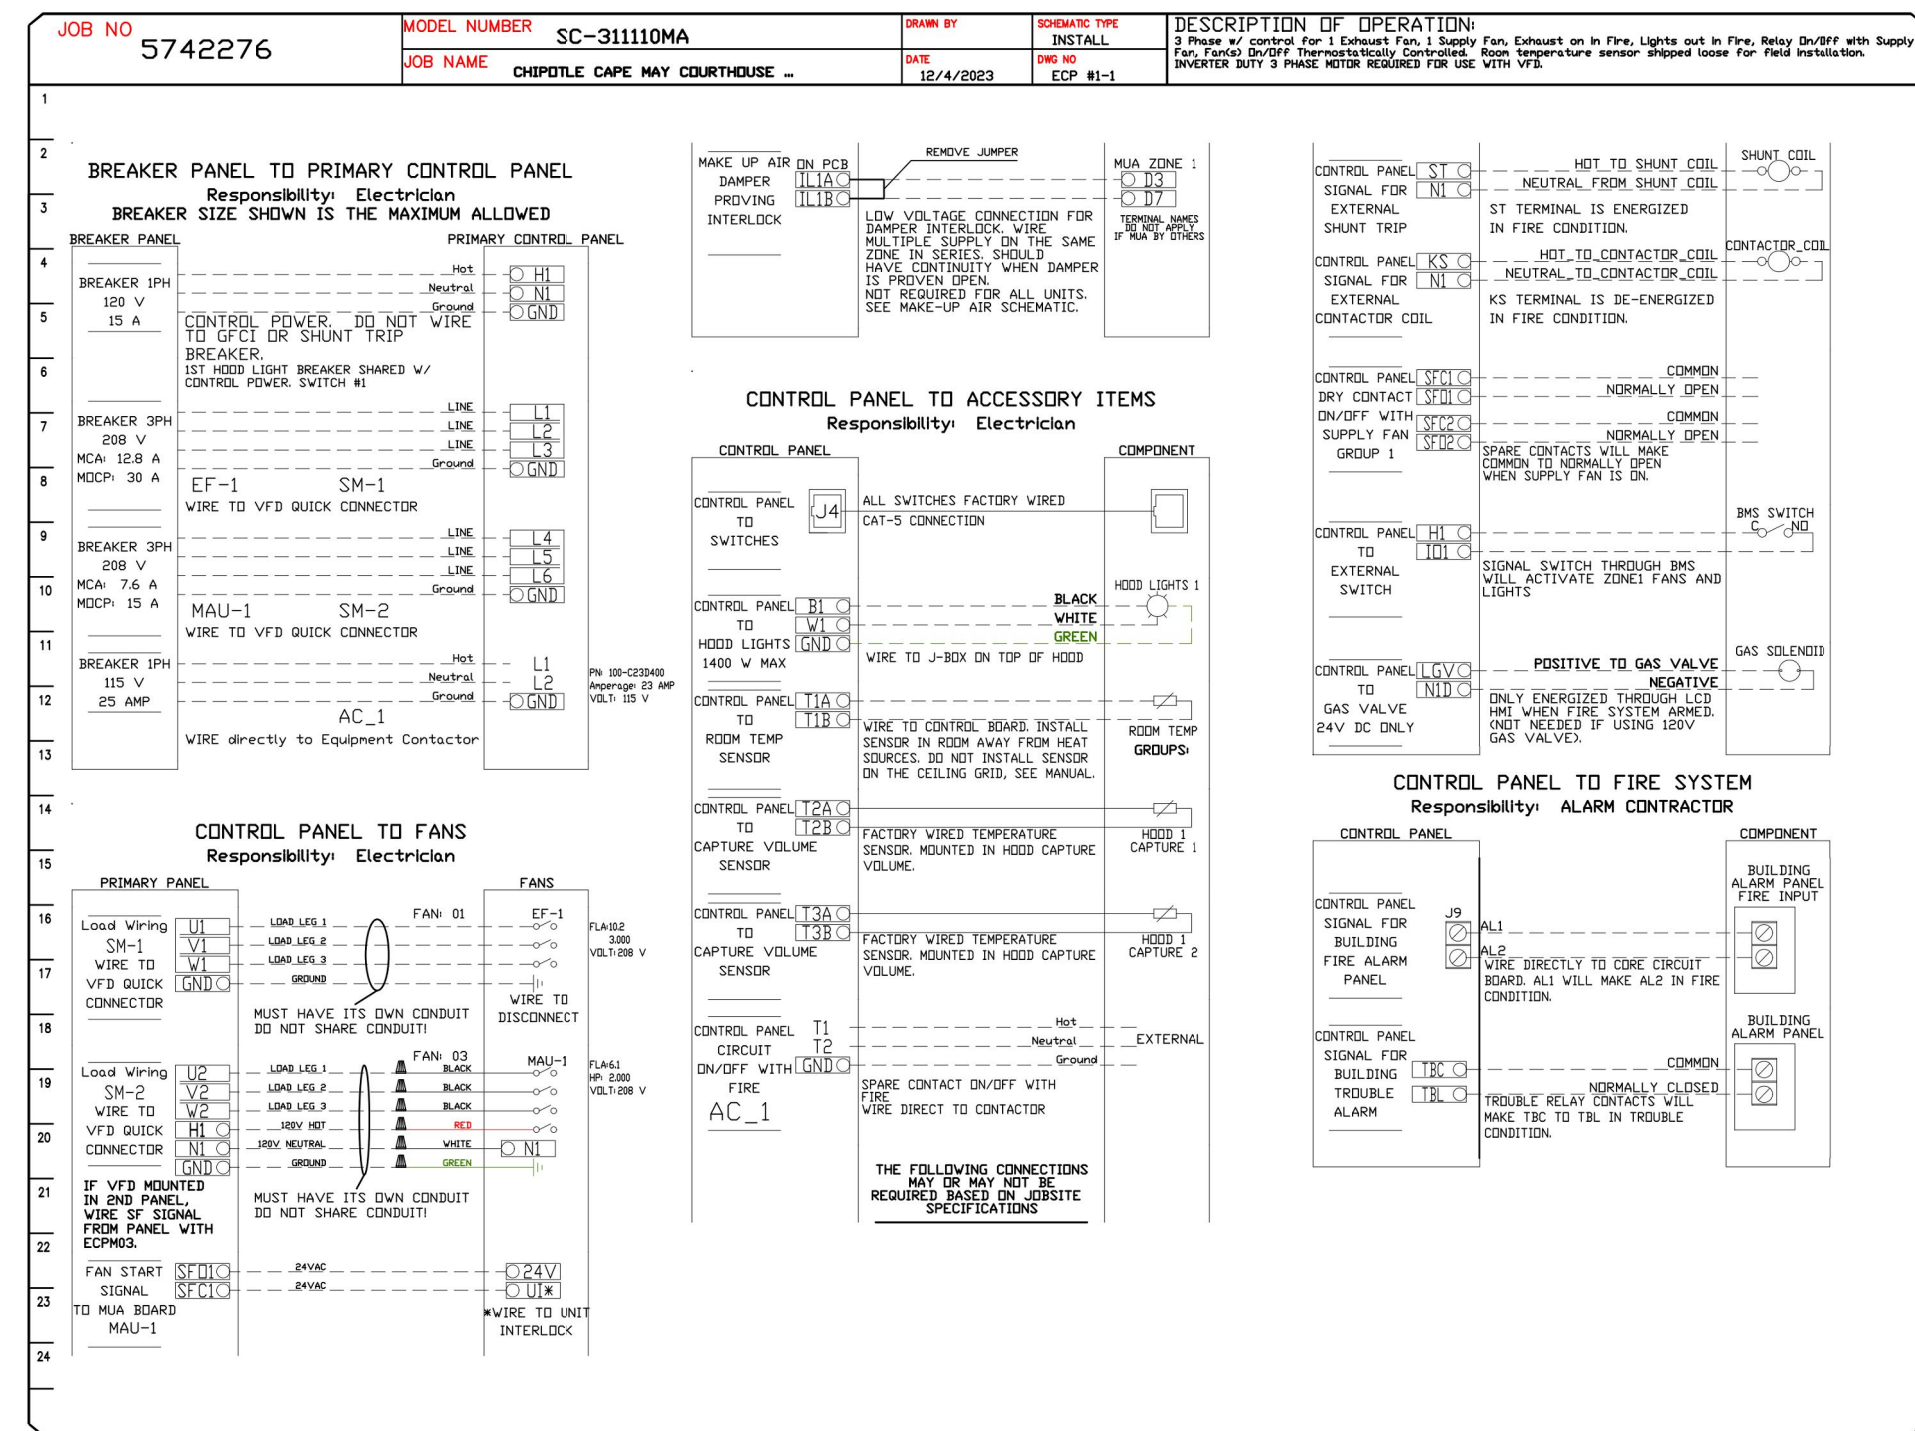 JOB NO 5742276
MODEL NUMBER SC-311110MA
JOB NAME CHIPOTLE CAPE MAY COURTHOUSE ...
DRAWN BY
DATE 12/4/2023
SCHEMATIC TYPE INSTALL
DWG NO ECP #1-1
DESCRIPTION OF OPERATION:
3 Phase w/ control for 1 Exhaust Fan, 1 Supply Fan, Exhaust on in Fire, Lights out in Fire, Relay On/Off with Supply
Fan, Fan(s) On/Off Thermostatically Controlled. Room temperature sensor shipped loose for field installation.
INVERTER DUTY 3 PHASE MOTOR REQUIRED FOR USE WITH VFD.
1
2
3
4
5
6
7
8
9
10
11
12
13
14
15
16
17
18
19
20
21
22
23
24
BREAKER PANEL TO PRIMARY CONTROL PANEL
Responsibility: Electrician
BREAKER SIZE SHOWN IS THE MAXIMUM ALLOWED
BREAKER PANEL
PRIMARY CONTROL PANEL
BREAKER 1PH
120 V
15 A
Hot H1
Neutral N1
Ground GND
CONTROL POWER. DO NOT WIRE
TO GFCI OR SHUNT TRIP
BREAKER.
1ST HOOD LIGHT BREAKER SHARED W/
CONTROL POWER. SWITCH #1
BREAKER 3PH
208 V
MCA: 12.8 A
MOCP: 30 A
LINE L1
LINE L2
LINE L3
Ground GND
EF-1 SM-1
WIRE TO VFD QUICK CONNECTOR
BREAKER 3PH
208 V
MCA: 7.6 A
MOCP: 15 A
LINE L4
LINE L5
LINE L6
Ground GND
MAU-1 SM-2
WIRE TO VFD QUICK CONNECTOR
BREAKER 1PH
115 V
25 AMP
Hot L1
Neutral L2
Ground GND
PN: 100-C23D400
Amperage: 23 AMP
VOLT: 115 V
AC_1
WIRE directly to Equipment Contactor
CONTROL PANEL TO FANS
Responsibility: Electrician
PRIMARY PANEL
FANS
Load Wiring
SM-1
WIRE TO
VFD QUICK
CONNECTOR
U1 LOAD LEG 1
V1 LOAD LEG 2
W1 LOAD LEG 3
GND GROUND
FAN: 01
EF-1
FLA:10.2
3.000
VOLT:208 V
WIRE TO
DISCONNECT
MUST HAVE ITS OWN CONDUIT
DO NOT SHARE CONDUIT!
Load Wiring
SM-2
WIRE TO
VFD QUICK
CONNECTOR
FAN: 03
MAU-1
U2 LOAD LEG 1 BLACK
V2 LOAD LEG 2 BLACK
W2 LOAD LEG 3 BLACK
H1 120V HOT RED
N1 120V NEUTRAL WHITE N1
GND GROUND GREEN
FLA:6.1
HP: 2.000
VOLT:208 V
IF VFD MOUNTED
IN 2ND PANEL,
WIRE SF SIGNAL
FROM PANEL WITH
ECPM03.
MUST HAVE ITS OWN CONDUIT
DO NOT SHARE CONDUIT!
FAN START
SIGNAL
TO MUA BOARD
MAU-1
SFO1 24VAC 24V
SFC1 24VAC UI*
*WIRE TO UNIT
INTERLOCK
MAKE UP AIR
DAMPER
PROVING
INTERLOCK
ON PCB
IL1A
IL1B
REMOVE JUMPER
MUA ZONE 1
D3
D7
TERMINAL NAMES
DO NOT APPLY
IF MUA BY OTHERS
LOW VOLTAGE CONNECTION FOR
DAMPER INTERLOCK. WIRE
MULTIPLE SUPPLY ON THE SAME
ZONE IN SERIES. SHOULD
HAVE CONTINUITY WHEN DAMPER
IS PROVEN OPEN.
NOT REQUIRED FOR ALL UNITS.
SEE MAKE-UP AIR SCHEMATIC.
CONTROL PANEL TO ACCESSORY ITEMS
Responsibility: Electrician
CONTROL PANEL
COMPONENT
CONTROL PANEL
TO
SWITCHES
J4
ALL SWITCHES FACTORY WIRED
CAT-5 CONNECTION
CONTROL PANEL
TO
HOOD LIGHTS
1400 W MAX
B1 BLACK
W1 WHITE
GND GREEN
HOOD LIGHTS 1
WIRE TO J-BOX ON TOP OF HOOD
CONTROL PANEL
TO
ROOM TEMP
SENSOR
T1A
T1B
WIRE TO CONTROL BOARD. INSTALL
SENSOR IN ROOM AWAY FROM HEAT
SOURCES. DO NOT INSTALL SENSOR
ON THE CEILING GRID, SEE MANUAL.
ROOM TEMP
GROUPS:
CONTROL PANEL
TO
CAPTURE VOLUME
SENSOR
T2A
T2B
FACTORY WIRED TEMPERATURE
SENSOR. MOUNTED IN HOOD CAPTURE
VOLUME.
HOOD 1
CAPTURE 1
CONTROL PANEL
TO
CAPTURE VOLUME
SENSOR
T3A
T3B
FACTORY WIRED TEMPERATURE
SENSOR. MOUNTED IN HOOD CAPTURE
VOLUME.
HOOD 1
CAPTURE 2
CONTROL PANEL
CIRCUIT
ON/OFF WITH
FIRE
AC_1
T1 Hot
T2 Neutral
GND Ground
EXTERNAL
SPARE CONTACT ON/OFF WITH
FIRE
WIRE DIRECT TO CONTACTOR
THE FOLLOWING CONNECTIONS
MAY OR MAY NOT BE
REQUIRED BASED ON JOBSITE
SPECIFICATIONS
CONTROL PANEL
SIGNAL FOR
EXTERNAL
SHUNT TRIP
ST HOT TO SHUNT COIL
N1 NEUTRAL FROM SHUNT COIL
SHUNT COIL
ST TERMINAL IS ENERGIZED
IN FIRE CONDITION.
CONTROL PANEL
SIGNAL FOR
EXTERNAL
CONTACTOR COIL
KS HOT TO CONTACTOR COIL
N1 NEUTRAL TO CONTACTOR COIL
CONTACTOR COIL
KS TERMINAL IS DE-ENERGIZED
IN FIRE CONDITION.
CONTROL PANEL
DRY CONTACT
ON/OFF WITH
SUPPLY FAN
GROUP 1
SFC1 COMMON
SFO1 NORMALLY OPEN
SFC2 COMMON
SFO2 NORMALLY OPEN
SPARE CONTACTS WILL MAKE
COMMON TO NORMALLY OPEN
WHEN SUPPLY FAN IS ON.
CONTROL PANEL
TO
EXTERNAL
SWITCH
H1
IO1
BMS SWITCH
C NO
SIGNAL SWITCH THROUGH BMS
WILL ACTIVATE ZONE1 FANS AND
LIGHTS
CONTROL PANEL
TO
GAS VALVE
24V DC ONLY
LGV POSITIVE TO GAS VALVE
N1D NEGATIVE
GAS SOLENOID
ONLY ENERGIZED THROUGH LCD
HMI WHEN FIRE SYSTEM ARMED.
(NOT NEEDED IF USING 120V
GAS VALVE).
CONTROL PANEL TO FIRE SYSTEM
Responsibility: ALARM CONTRACTOR
CONTROL PANEL
COMPONENT
CONTROL PANEL
SIGNAL FOR
BUILDING
FIRE ALARM
PANEL
J9
AL1
AL2
BUILDING
ALARM PANEL
FIRE INPUT
WIRE DIRECTLY TO CORE CIRCUIT
BOARD. AL1 WILL MAKE AL2 IN FIRE
CONDITION.
CONTROL PANEL
SIGNAL FOR
BUILDING
TROUBLE
ALARM
TBC COMMON
TBL NORMALLY CLOSED
BUILDING
ALARM PANEL
TROUBLE RELAY CONTACTS WILL
MAKE TBC TO TBL IN TROUBLE
CONDITION.